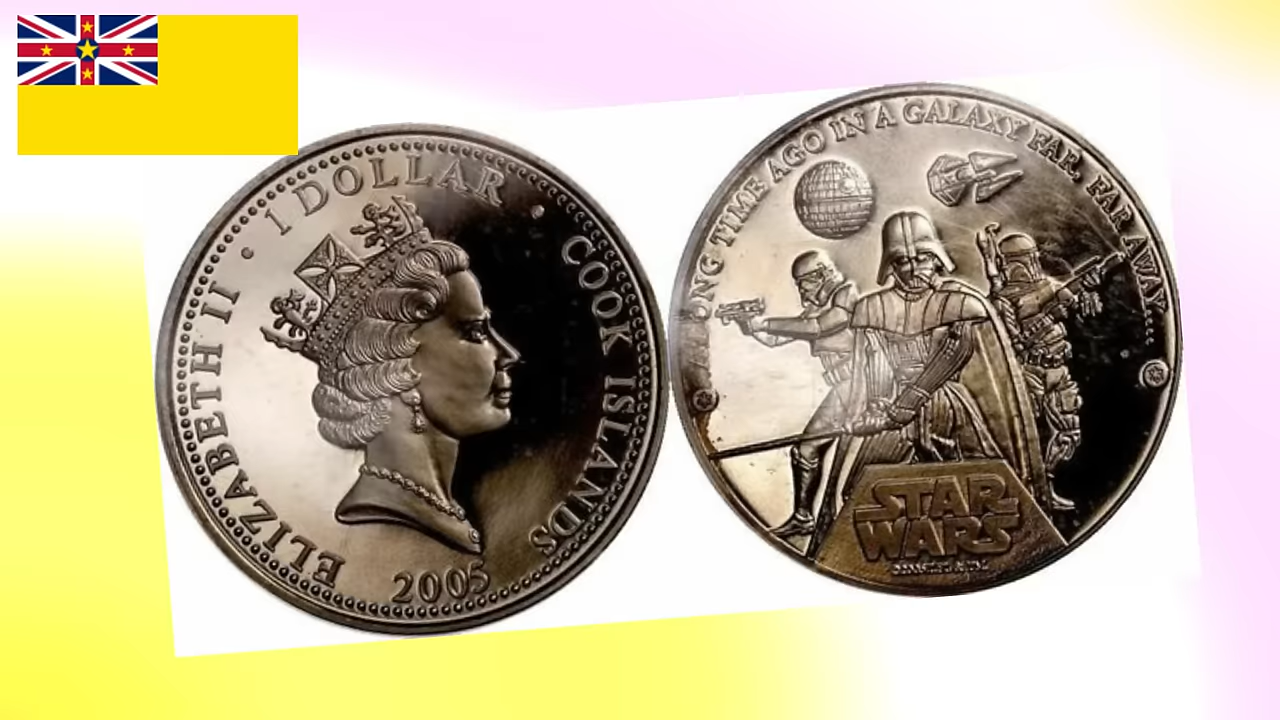 ELIZABETH II · 1 DOLLAR · COOK ISLANDS
2005
A LONG TIME AGO IN A GALAXY FAR, FAR AWAY....
STAR
WARS